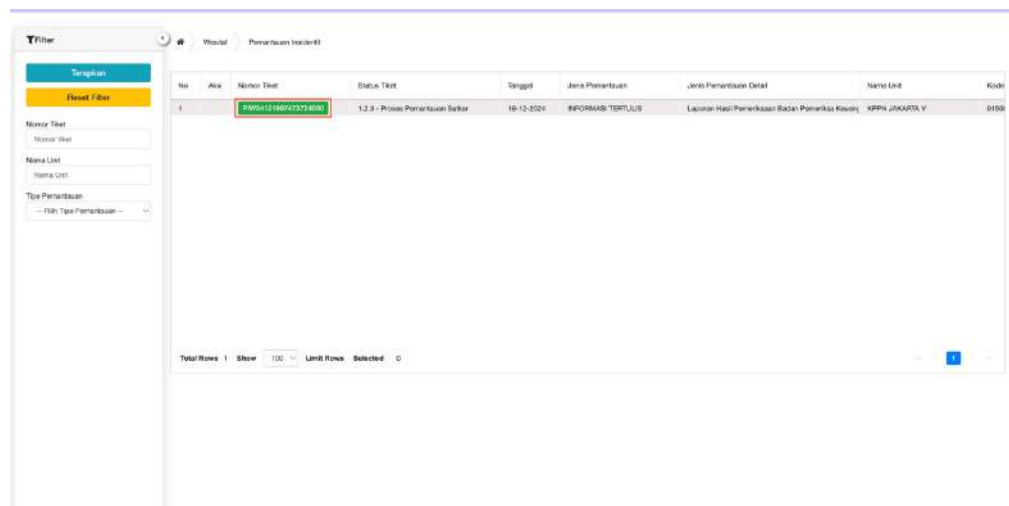 Filter
Wasdal
Pemantauan Insidentil
Terapkan
Reset Filter
Nomor Tiket
Nomor tiket
Nama Unit
Nama Unit
Tipe Pemantauan
-- Pilih Tipe Pemantauan --
No Aksi Nomor Tiket Status Tiket Tanggal Jenis Pemantauan Jenis Pemantauan Detail Nama Unit Kode
1 1.2.3 - Proses Pemantauan Satker INFORMASI TERTULIS Laporan Hasil Pemeriksaan Badan Pemeriksa Keuang KPPN JAKARTA V
Total Rows 1 Show 100 Limit Rows Selected 0
1